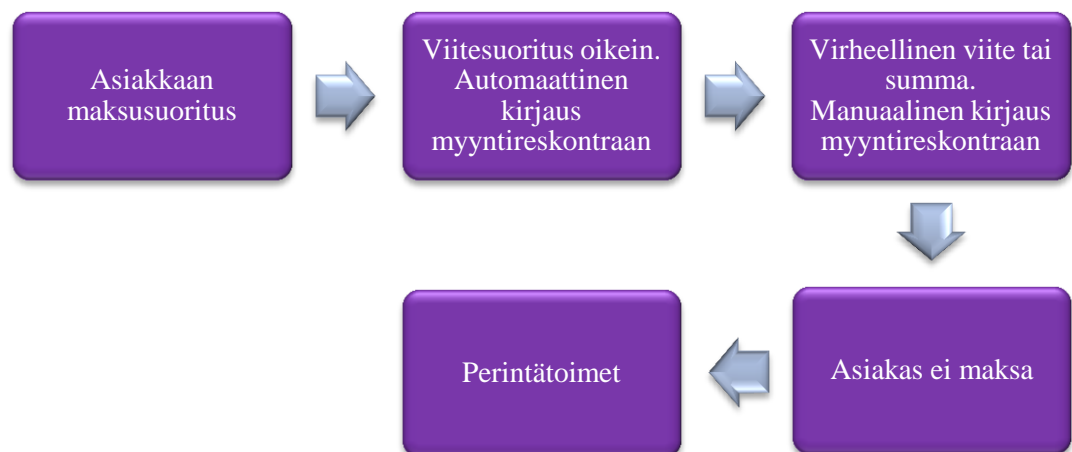 Asiakkaan
maksusuoritus
Viitesuoritus oikein.
Automaattinen
kirjaus
myyntireskontraan
Virheellinen viite tai
summa.
Manuaalinen kirjaus
myyntireskontraan
Asiakas ei maksa
Perintätoimet